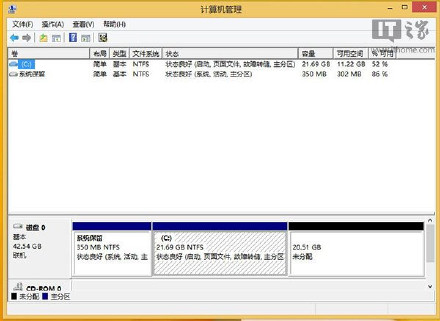 计算机管理
文件(F) 操作(A) 查看(V) 帮助(H)
IT之家
www.ithome.com
卷 布局 类型 文件系统 状态 容量 可用空间 % 可用
(C:) 简单 基本 NTFS 状态良好 (启动, 页面文件, 故障转储, 主分区) 21.69 GB 11.22 GB 52 %
系统保留 简单 基本 NTFS 状态良好 (系统, 活动, 主分区) 350 MB 302 MB 86 %
磁盘 0
基本
42.54 GB
联机
系统保留
350 MB NTFS
状态良好 (系统, 活动, 主
(C:)
21.69 GB NTFS
状态良好 (启动, 页面文件, 故障转储, 主分区
20.51 GB
未分配
CD-ROM 0
未分配 主分区